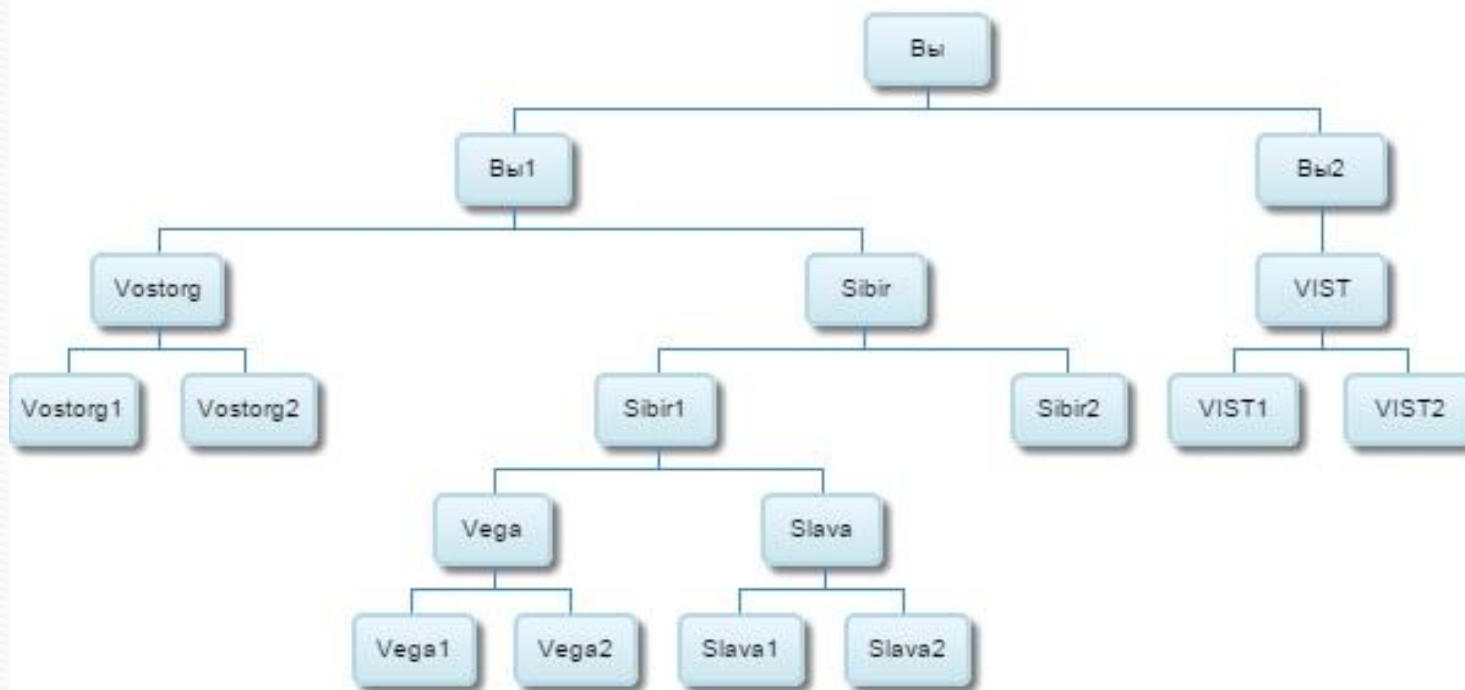 Вы
Вы1
Вы2
Vostorg
Sibir
VIST
Vostorg1
Vostorg2
Sibir1
Sibir2
VIST1
VIST2
Vega
Slava
Vega1
Vega2
Slava1
Slava2